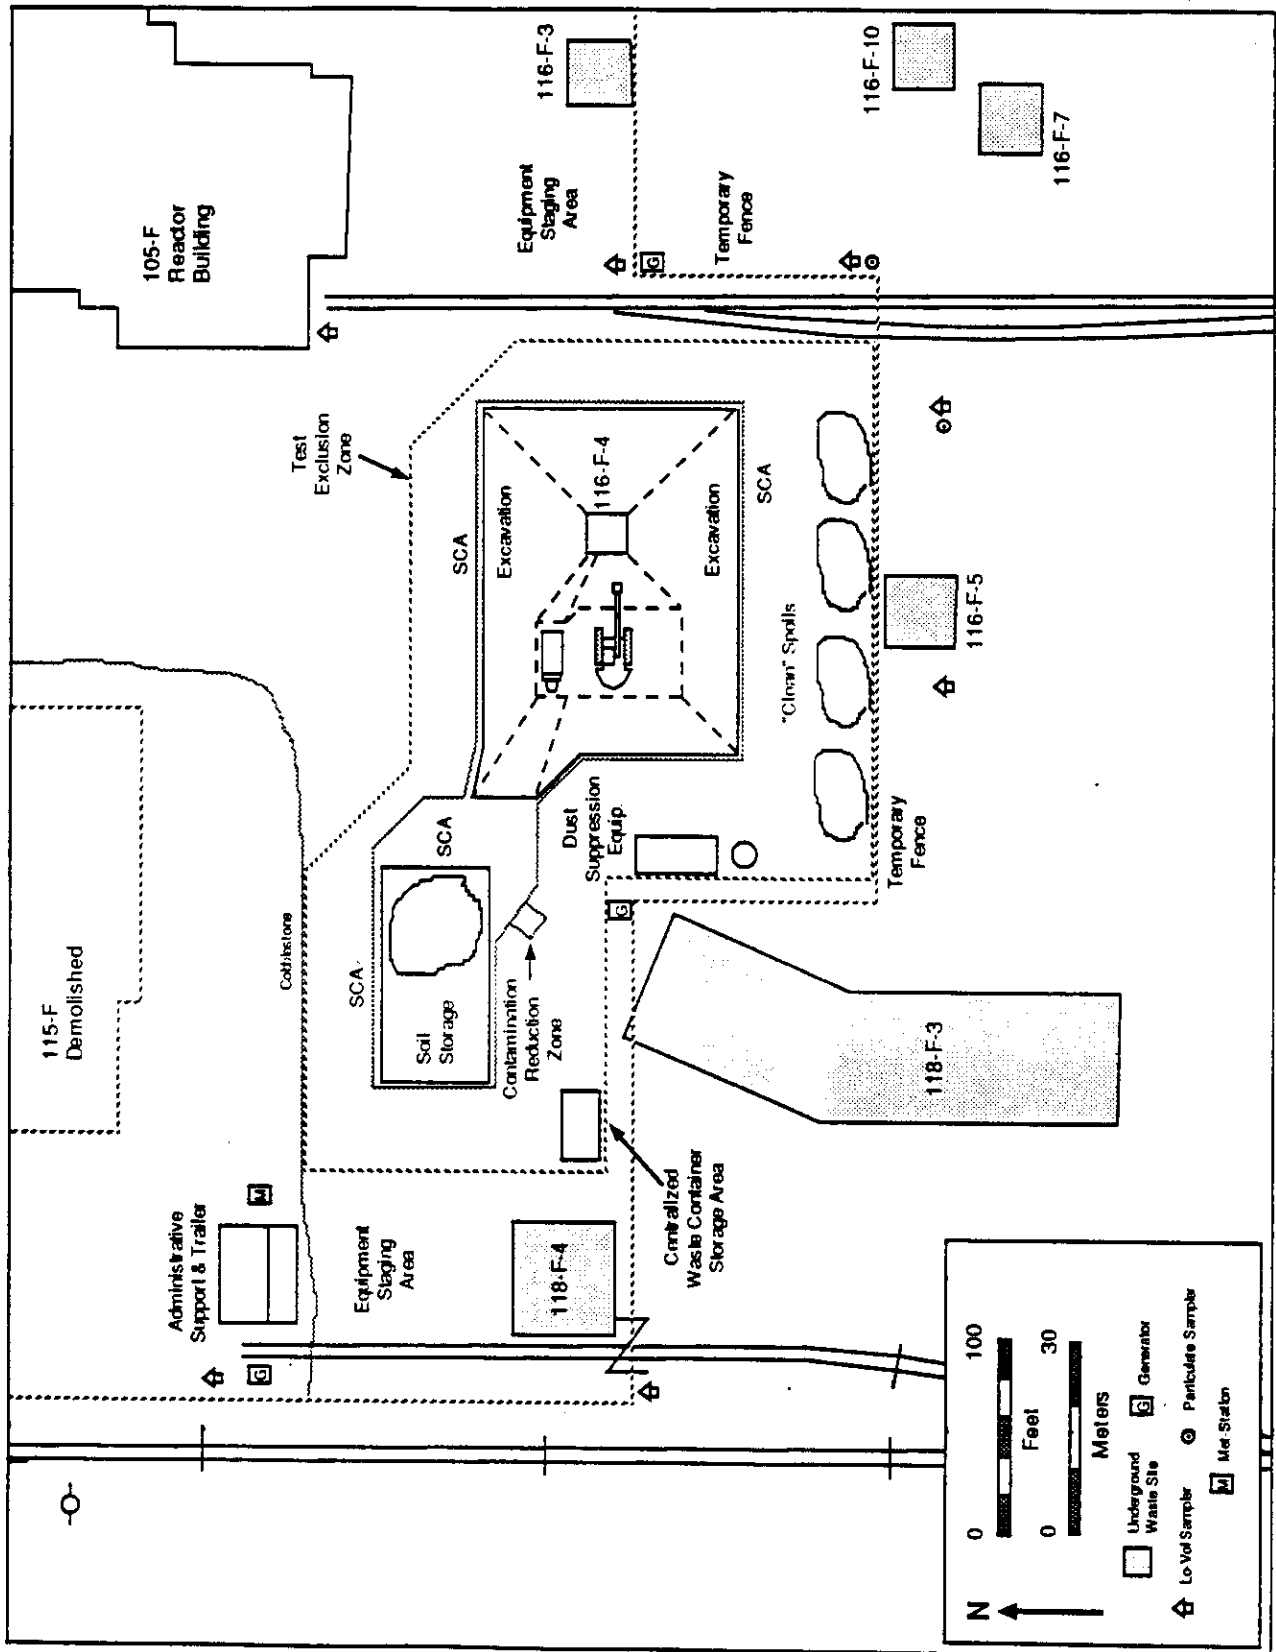 115-F
Demolished
105-F
Reactor
Building
Administrative
Support & Trailer
M
G
Cobblestone
Test
Exclusion
Zone
Equipment
Staging
Area
SCA
SCA
SCA
Soil
Storage
Contamination
Reduction
Zone
Excavation
116-F-4
Excavation
SCA
Equipment
Staging
Area
116-F-3
118-F-4
G
Dust
Suppression
Equip.
"Clean" Spoils
G
Temporary
Fence
Centralized
Waste Container
Storage Area
Temporary
Fence
116-F-5
116-F-10
116-F-7
118-F-3
N
0 100
Feet
0 30
Meters
Underground
Waste Site
G Generator
Lo-Vol Sampler
Particulate Sampler
M Met-Station